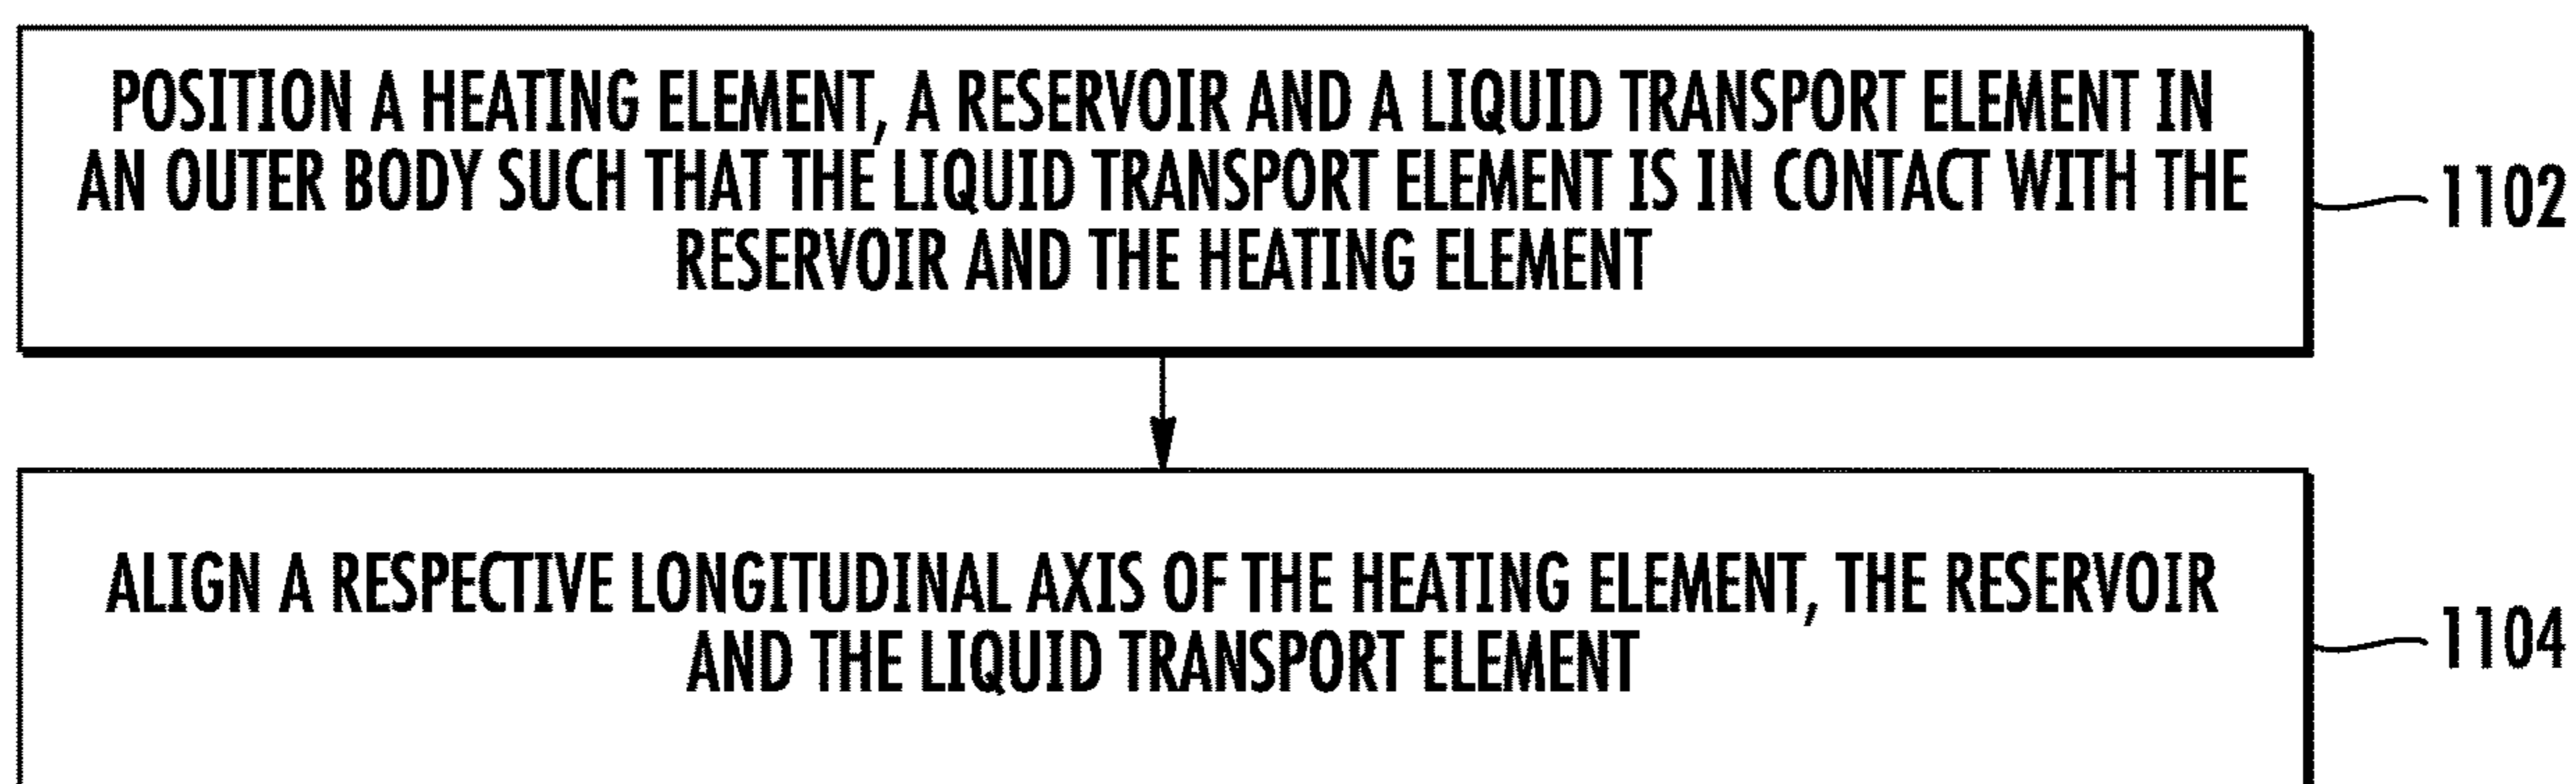 POSITION A HEATING ELEMENT, A RESERVOIR AND A LIQUID TRANSPORT ELEMENT IN
AN OUTER BODY SUCH THAT THE LIQUID TRANSPORT ELEMENT IS IN CONTACT WITH THE
RESERVOIR AND THE HEATING ELEMENT
1102
ALIGN A RESPECTIVE LONGITUDINAL AXIS OF THE HEATING ELEMENT, THE RESERVOIR
AND THE LIQUID TRANSPORT ELEMENT
1104